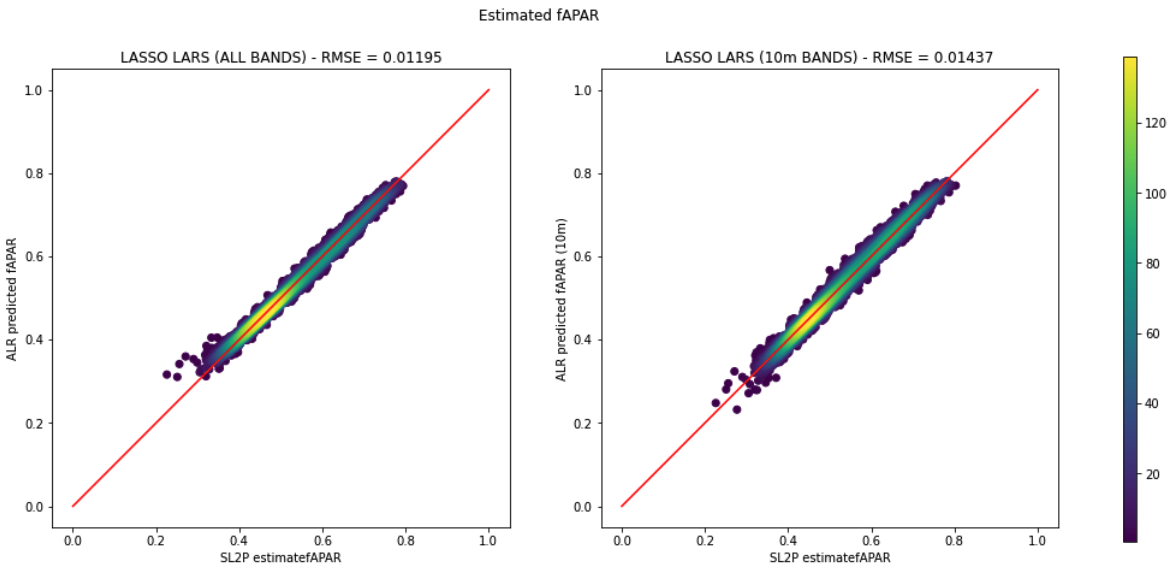 Estimated fAPAR
LASSO LARS (ALL BANDS) - RMSE = 0.01195
ALR predicted fAPAR
1.0
0.8
0.6
0.4
0.2
0.0
0.0 0.2 0.4 0.6 0.8 1.0
SL2P estimatefAPAR
LASSO LARS (10m BANDS) - RMSE = 0.01437
ALR predicted fAPAR (10m)
1.0
0.8
0.6
0.4
0.2
0.0
0.0 0.2 0.4 0.6 0.8 1.0
SL2P estimatefAPAR
120
100
80
60
40
20